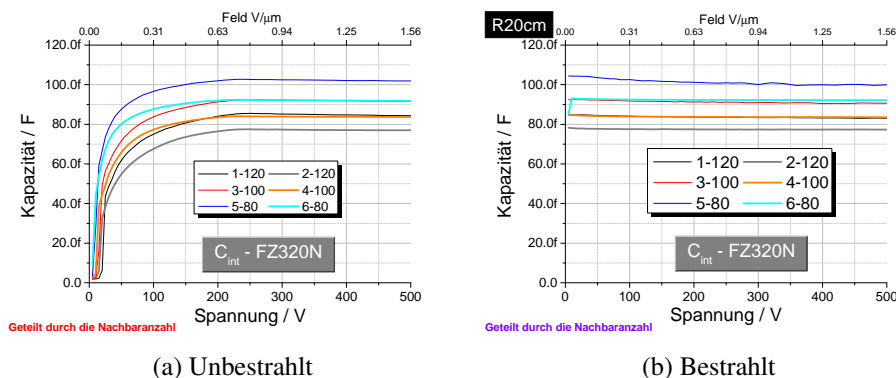 Feld V/μm
0.00 0.31 0.63 0.94 1.25 1.56
120.0f
100.0f
80.0f
60.0f
40.0f
20.0f
0.0
Kapazität / F
1-120 2-120
3-100 4-100
5-80 6-80
Cint - FZ320N
0 100 200 300 400 500
Spannung / V
Geteilt durch die Nachbaranzahl
(a) Unbestrahlt
R20cm
Feld V/μm
0.00 0.31 0.63 0.94 1.25 1.56
120.0f
100.0f
80.0f
60.0f
40.0f
20.0f
0.0
Kapazität / F
1-120 2-120
3-100 4-100
5-80 6-80
Cint - FZ320N
0 100 200 300 400 500
Spannung / V
Geteilt durch die Nachbaranzahl
(b) Bestrahlt